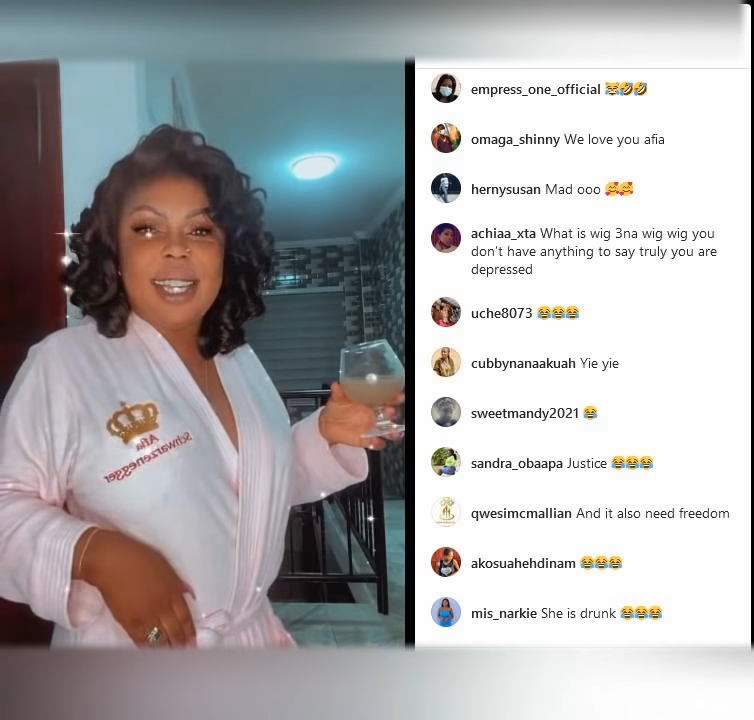 Afia
Schwarzenegger
empress_one_official 😹🤣🤣
omaga_shinny We love you afia
hernysusan Mad ooo 🥰🥰
achiaa_xta What is wig 3na wig wig you
don't have anything to say truly you are
depressed
uche8073 😂😂😂
cubbynanaakuah Yie yie
sweetmandy2021 😂
sandra_obaapa Justice 😂😂😂
qwesimcmallian And it also need freedom
akosuahehdinam 😂😂😂
mis_narkie She is drunk 😂😂😂